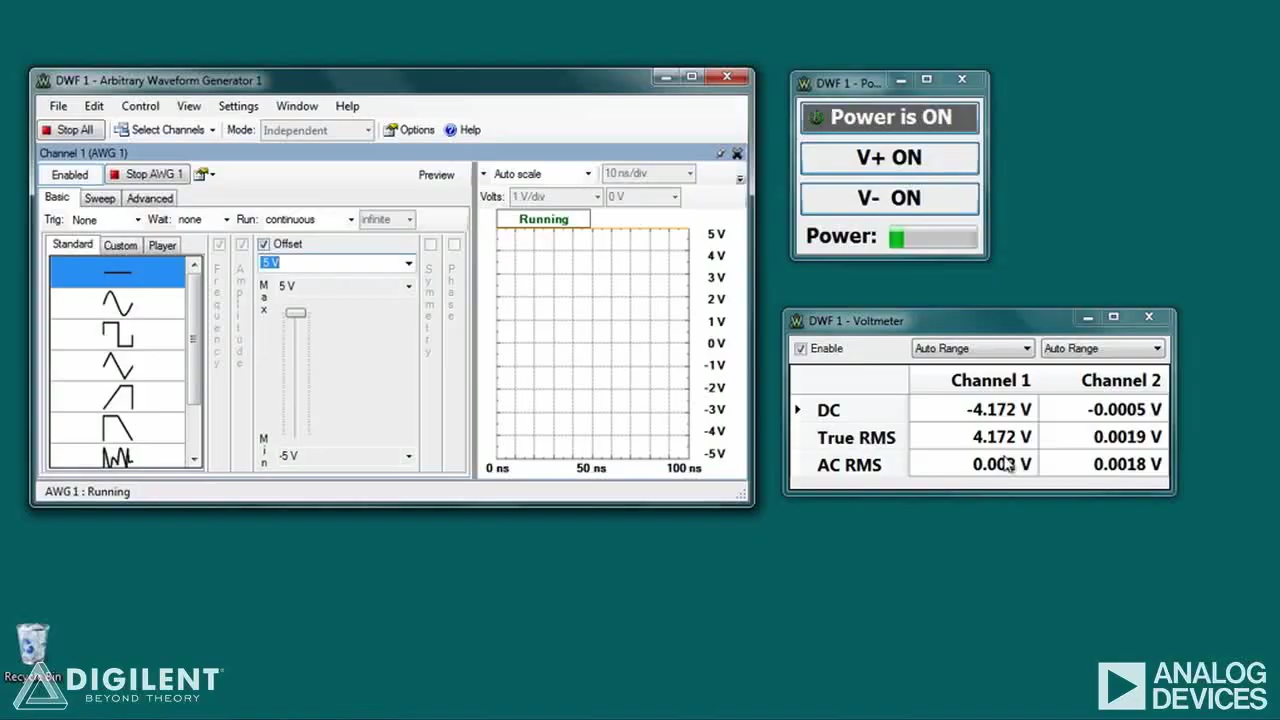 DWF 1 - Arbitrary Waveform Generator 1
File Edit Control View Settings Window Help
Stop All Select Channels Mode: Independent Options Help
Channel 1 (AWG 1)
Enabled Stop AWG 1 Preview
Basic Sweep Advanced
Trig: None Wait: none Run: continuous infinite
Standard Custom Player
Frequency
Amplitude
Offset
5 V
Max
5 V
Min
-5 V
Symmetry
Phase
Auto scale 10 ns/div
Volts: 1 V/div 0 V
Running
5 V
4 V
3 V
2 V
1 V
0 V
-1 V
-2 V
-3 V
-4 V
-5 V
0 ns 50 ns 100 ns
AWG 1 : Running
DWF 1 - Po...
Power is ON
V+ ON
V- ON
Power:
DWF 1 - Voltmeter
Enable Auto Range Auto Range
Channel 1 Channel 2
DC -4.172 V -0.0005 V
True RMS 4.172 V 0.0019 V
AC RMS V 0.0018 V
DIGILENT
BEYOND THEORY
ANALOG
DEVICES